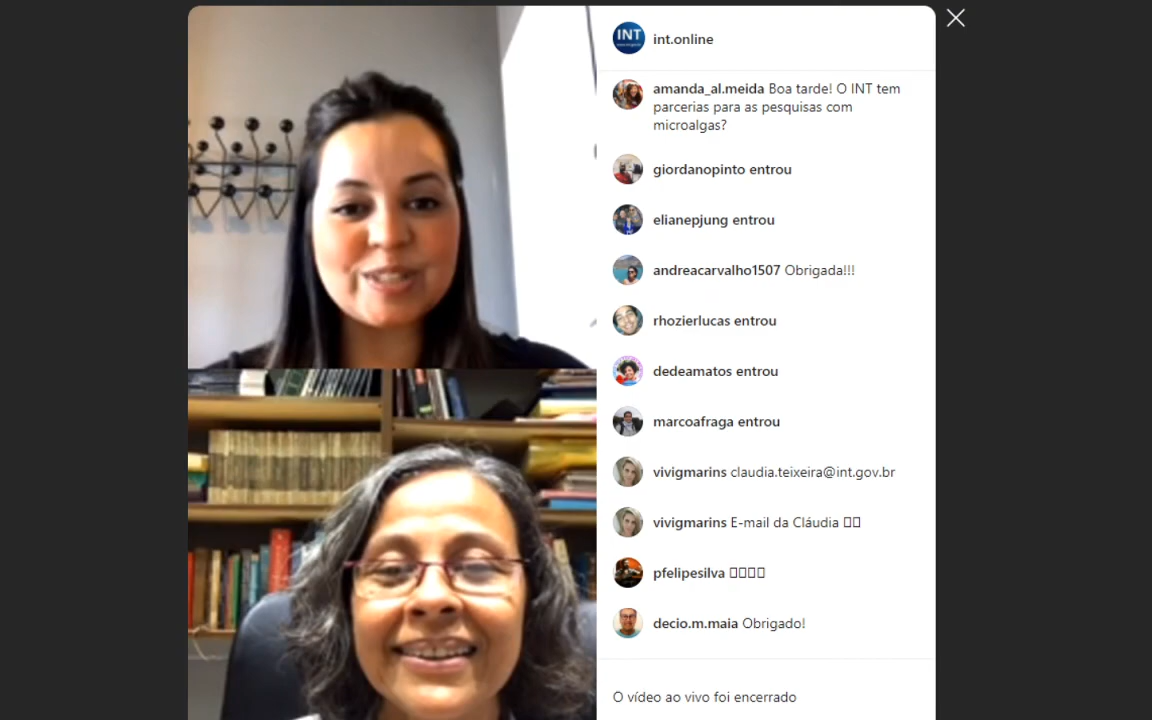 INT
int.online
amanda_al.meida Boa tarde! O INT tem
parcerias para as pesquisas com
microalgas?
giordanopinto entrou
elianepjung entrou
andreacarvalho1507 Obrigada!!!
rhozierlucas entrou
dedeamatos entrou
marcoafraga entrou
vivigmarins claudia.teixeira@int.gov.br
vivigmarins E-mail da Cláudia
pfelipesilva
decio.m.maia Obrigado!
O vídeo ao vivo foi encerrado